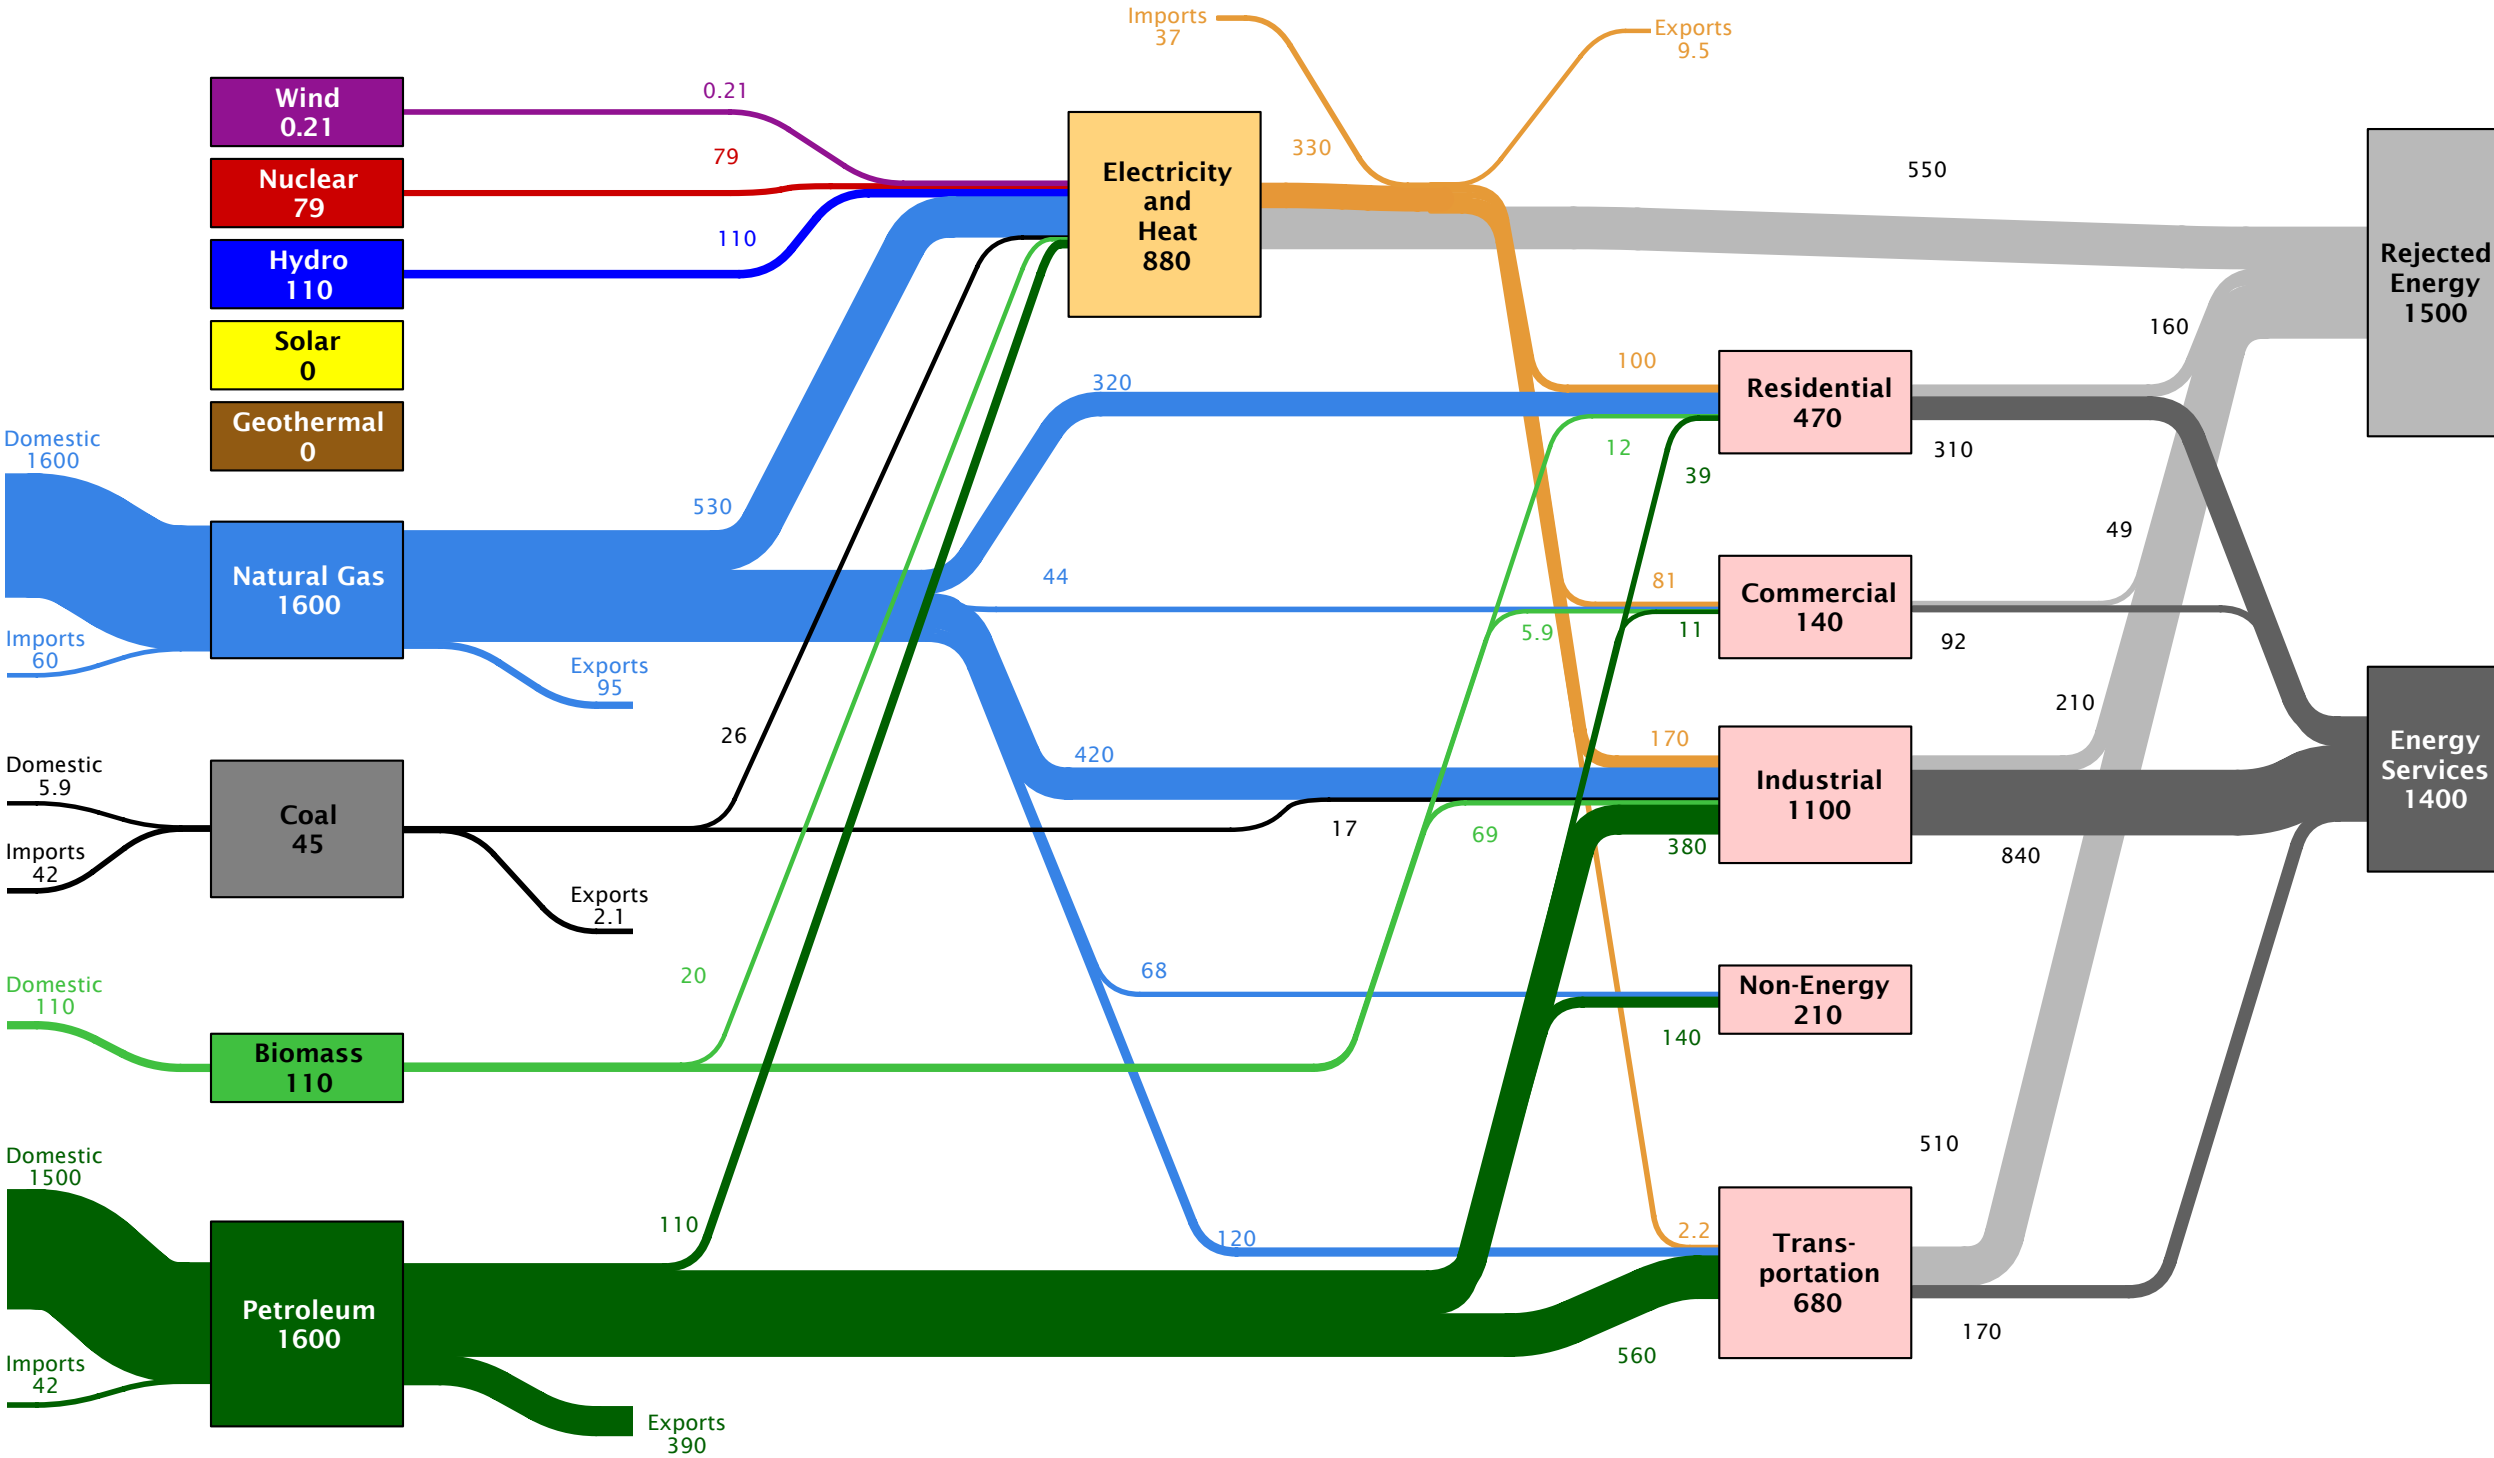 Imports
37
Exports
9.5
Wind
0.21
0.21
Nuclear
79
79
Hydro
110
110
Solar
0
Geothermal
0
Electricity
and
Heat
880
330
550
Rejected
Energy
1500
Domestic
1600
Natural Gas
1600
Imports
60
Exports
95
530
320
44
420
68
120
Domestic
5.9
Imports
42
Coal
45
Exports
2.1
26
17
Domestic
110
Biomass
110
20
12
5.9
69
Domestic
1500
Imports
42
Petroleum
1600
Exports
390
110
39
11
380
140
560
100
81
170
2.2
Residential
470
160
310
Commercial
140
49
92
Industrial
1100
210
840
Non-Energy
210
Trans-
portation
680
510
170
Energy
Services
1400